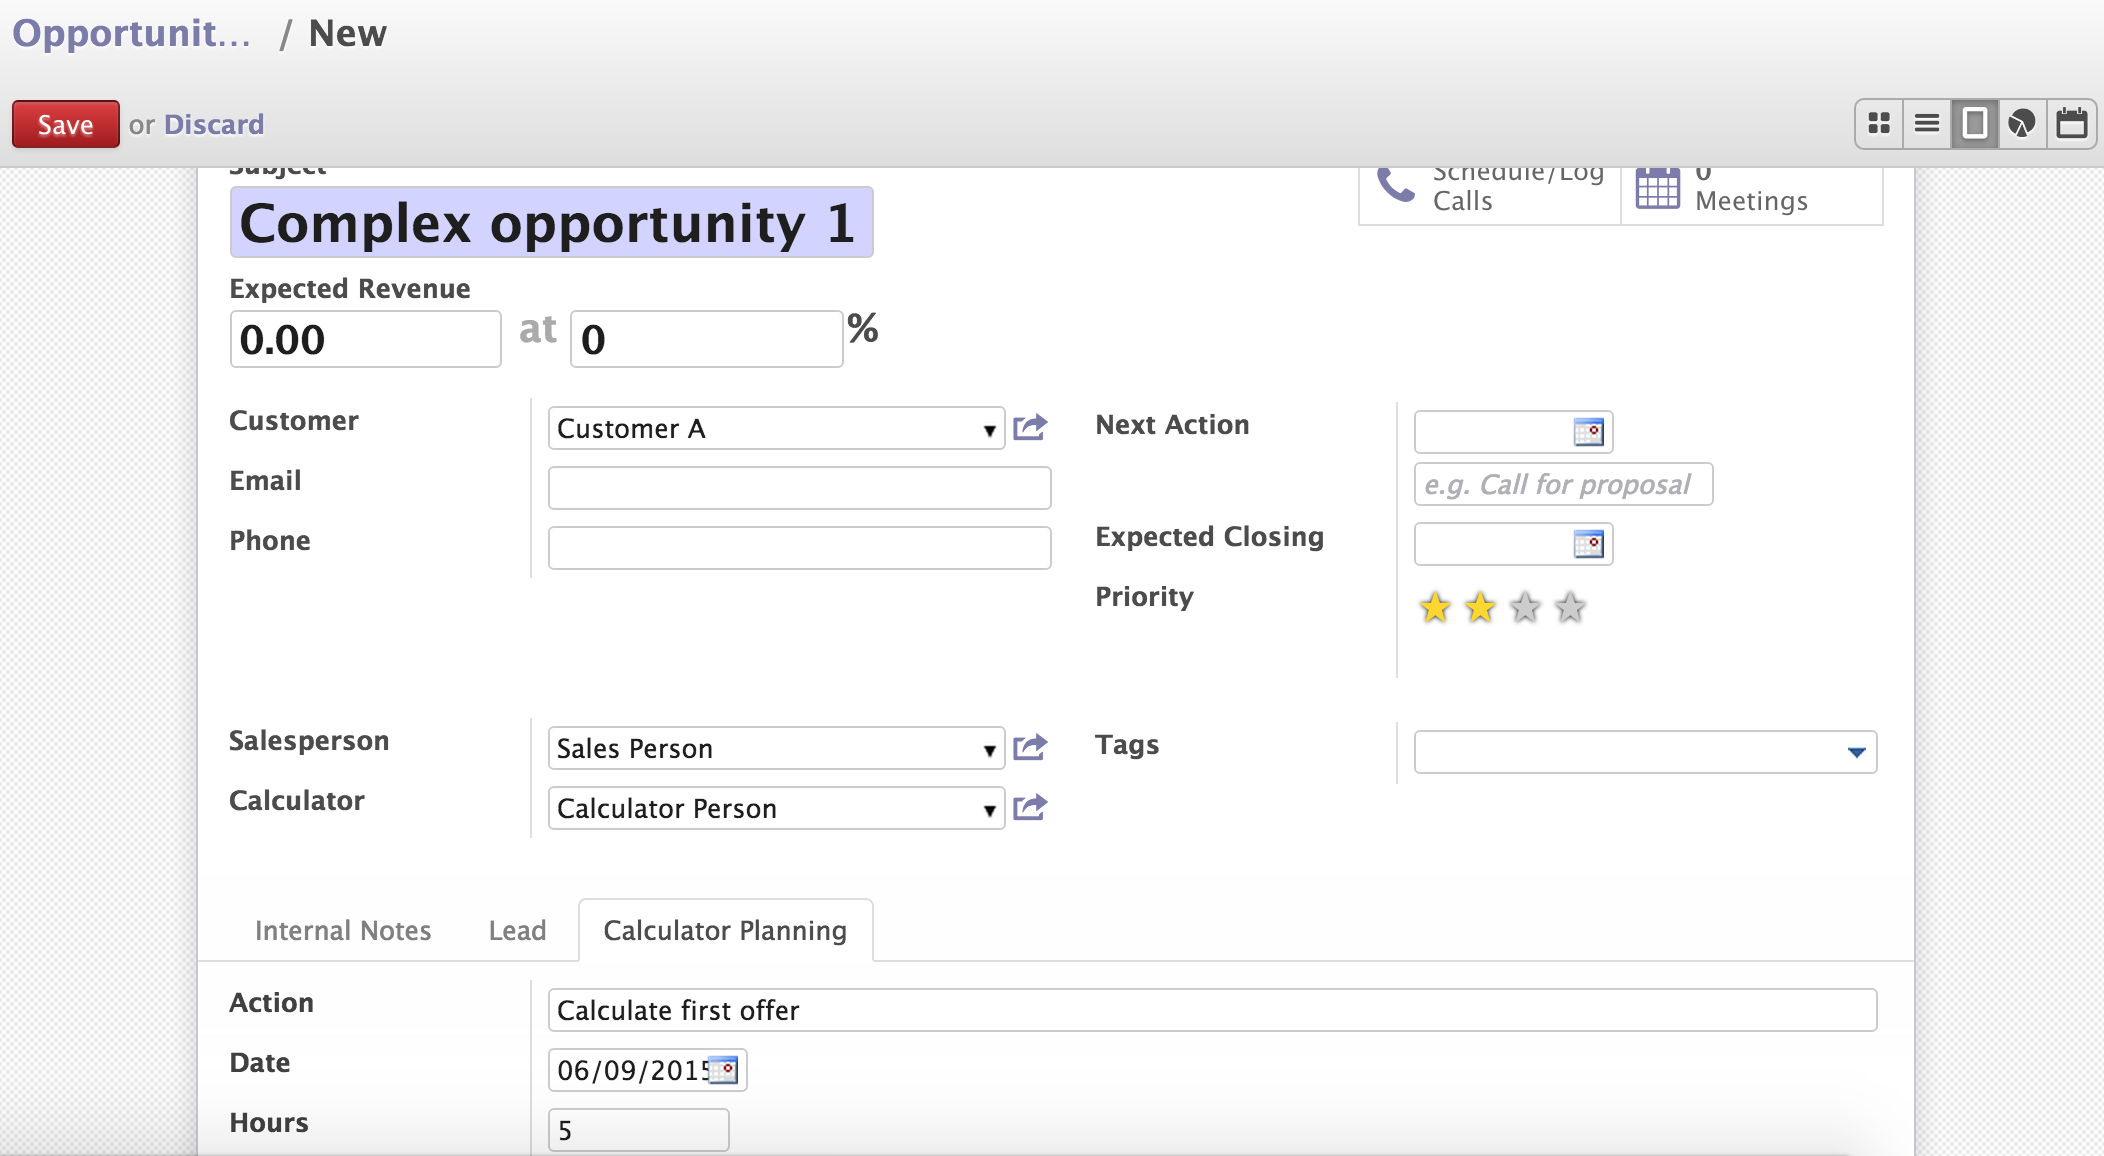 Opportunit... / New
Save or Discard
Subject
Schedule/Log
Calls
0
Meetings
Complex opportunity 1
Expected Revenue
0.00 at 0 %
Customer
Customer A
Email
Phone
Next Action
e.g. Call for proposal
Expected Closing
Priority
Salesperson
Sales Person
Calculator
Calculator Person
Tags
Internal Notes
Lead
Calculator Planning
Action
Calculate first offer
Date
06/09/2015
Hours
5